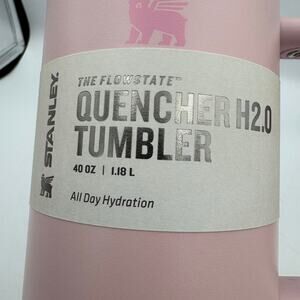 STANLEY
THE FLOWSTATE™
QUENCHER H2.0
TUMBLER
40 OZ | 1.18 L
All Day Hydration